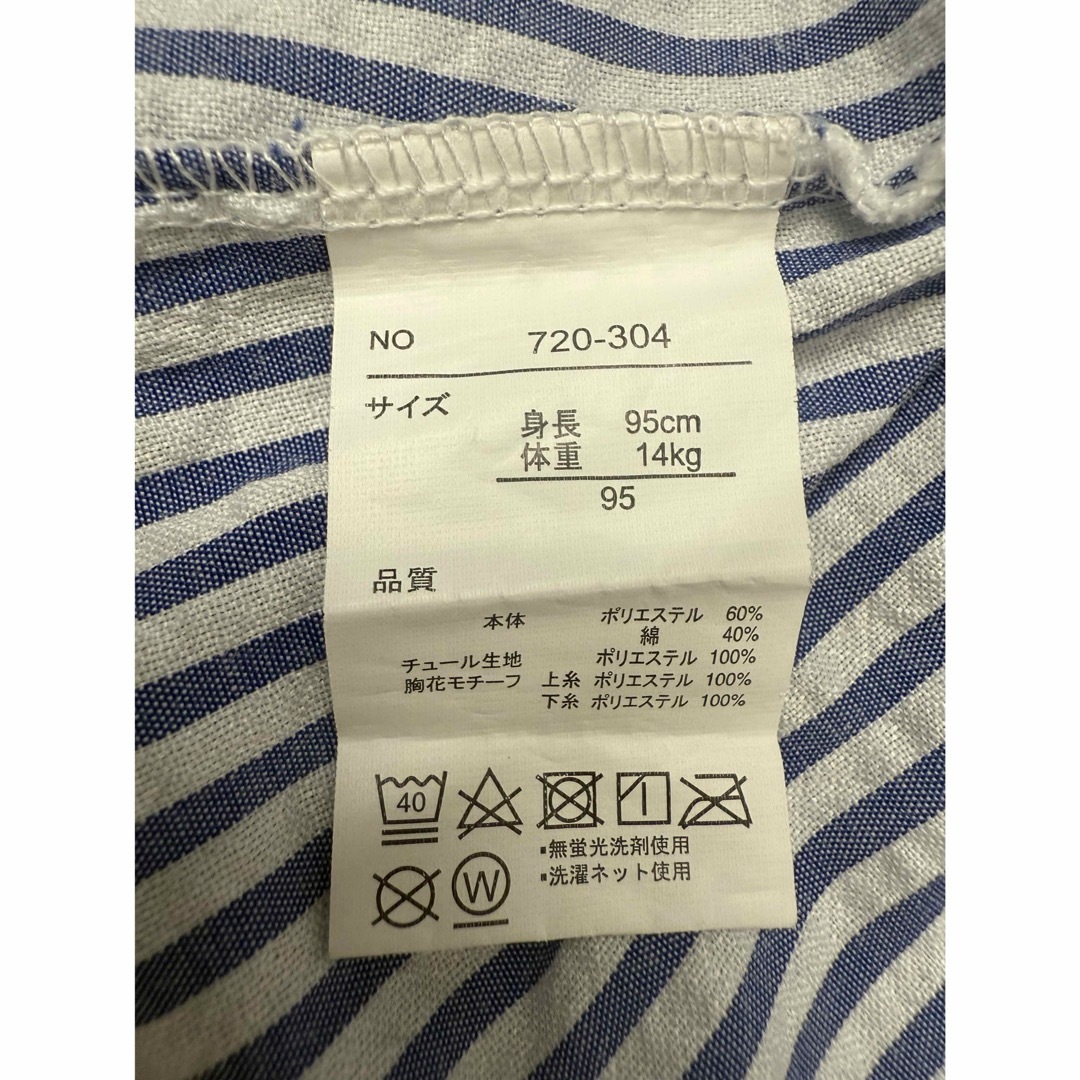 NO 720-304
サイズ
身長 95cm
体重 14kg
95
品質
本体 ポリエステル 60%
綿 40%
チュール生地 ポリエステル 100%
胸花モチーフ 上糸 ポリエステル 100%
下糸 ポリエステル 100%
40
・無蛍光洗剤使用
・洗濯ネット使用
W